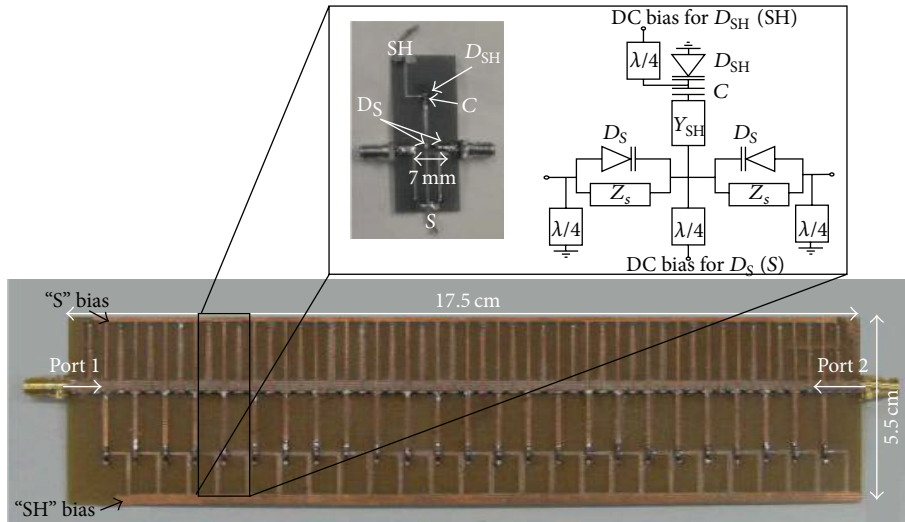 DC bias for D_SH (SH)
SH
D_SH
C
D_S
7 mm
S
λ/4
D_SH
C
Y_SH
D_S
D_S
Z_s
Z_s
λ/4
λ/4
λ/4
DC bias for D_S (S)
“S” bias
17.5 cm
Port 1
Port 2
5.5 cm
“SH” bias